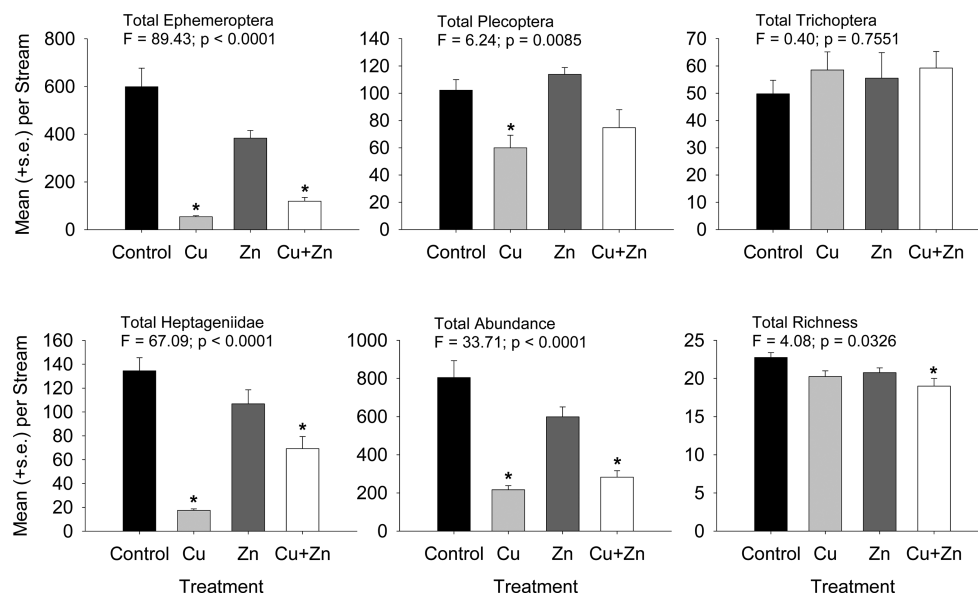 Total Ephemeroptera
F = 89.43; p < 0.0001
Mean (+s.e.) per Stream
800
600
400
200
0
*
*
Control Cu Zn Cu+Zn
Total Plecoptera
F = 6.24; p = 0.0085
140
120
100
80
60
40
20
0
*
Control Cu Zn Cu+Zn
Total Trichoptera
F = 0.40; p = 0.7551
70
60
50
40
30
20
10
0
Control Cu Zn Cu+Zn
Total Heptageniidae
F = 67.09; p < 0.0001
Mean (+s.e.) per Stream
160
140
120
100
80
60
40
20
0
*
*
Control Cu Zn Cu+Zn
Treatment
Total Abundance
F = 33.71; p < 0.0001
1000
800
600
400
200
0
*
*
Control Cu Zn Cu+Zn
Treatment
Total Richness
F = 4.08; p = 0.0326
25
20
15
10
5
0
*
Control Cu Zn Cu+Zn
Treatment